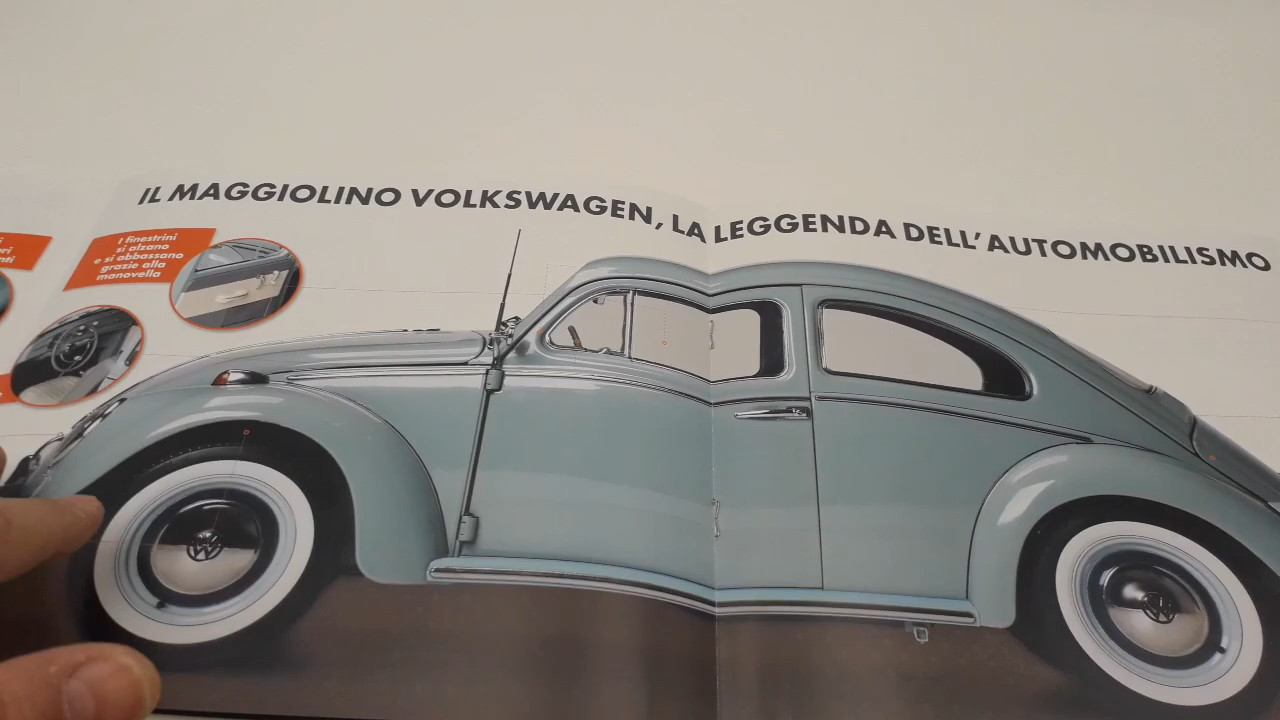 IL MAGGIOLINO VOLKSWAGEN, LA LEGGENDA DELL'AUTOMOBILISMO
I finestrini
si alzano
e si abbassano
grazie alla
manovella